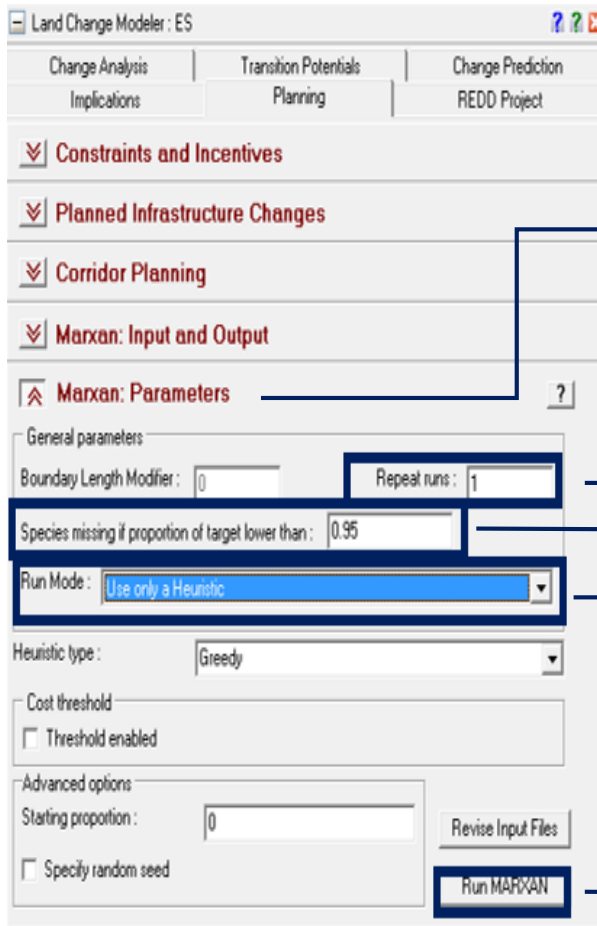 Land Change Modeler : ES
Change Analysis Transition Potentials Change Prediction
Implications Planning REDD Project
Constraints and Incentives
Planned Infrastructure Changes
Corridor Planning
Marxan: Input and Output
Marxan: Parameters ?
General parameters
Boundary Length Modifier : 0 Repeat runs : 1
Species missing if proportion of target lower than : 0.95
Run Mode : Use only a Heuristic
Heuristic type : Greedy
Cost threshold
Threshold enabled
Advanced options
Starting proportion : 0
Revise Input Files
Specify random seed
Run MARXAN